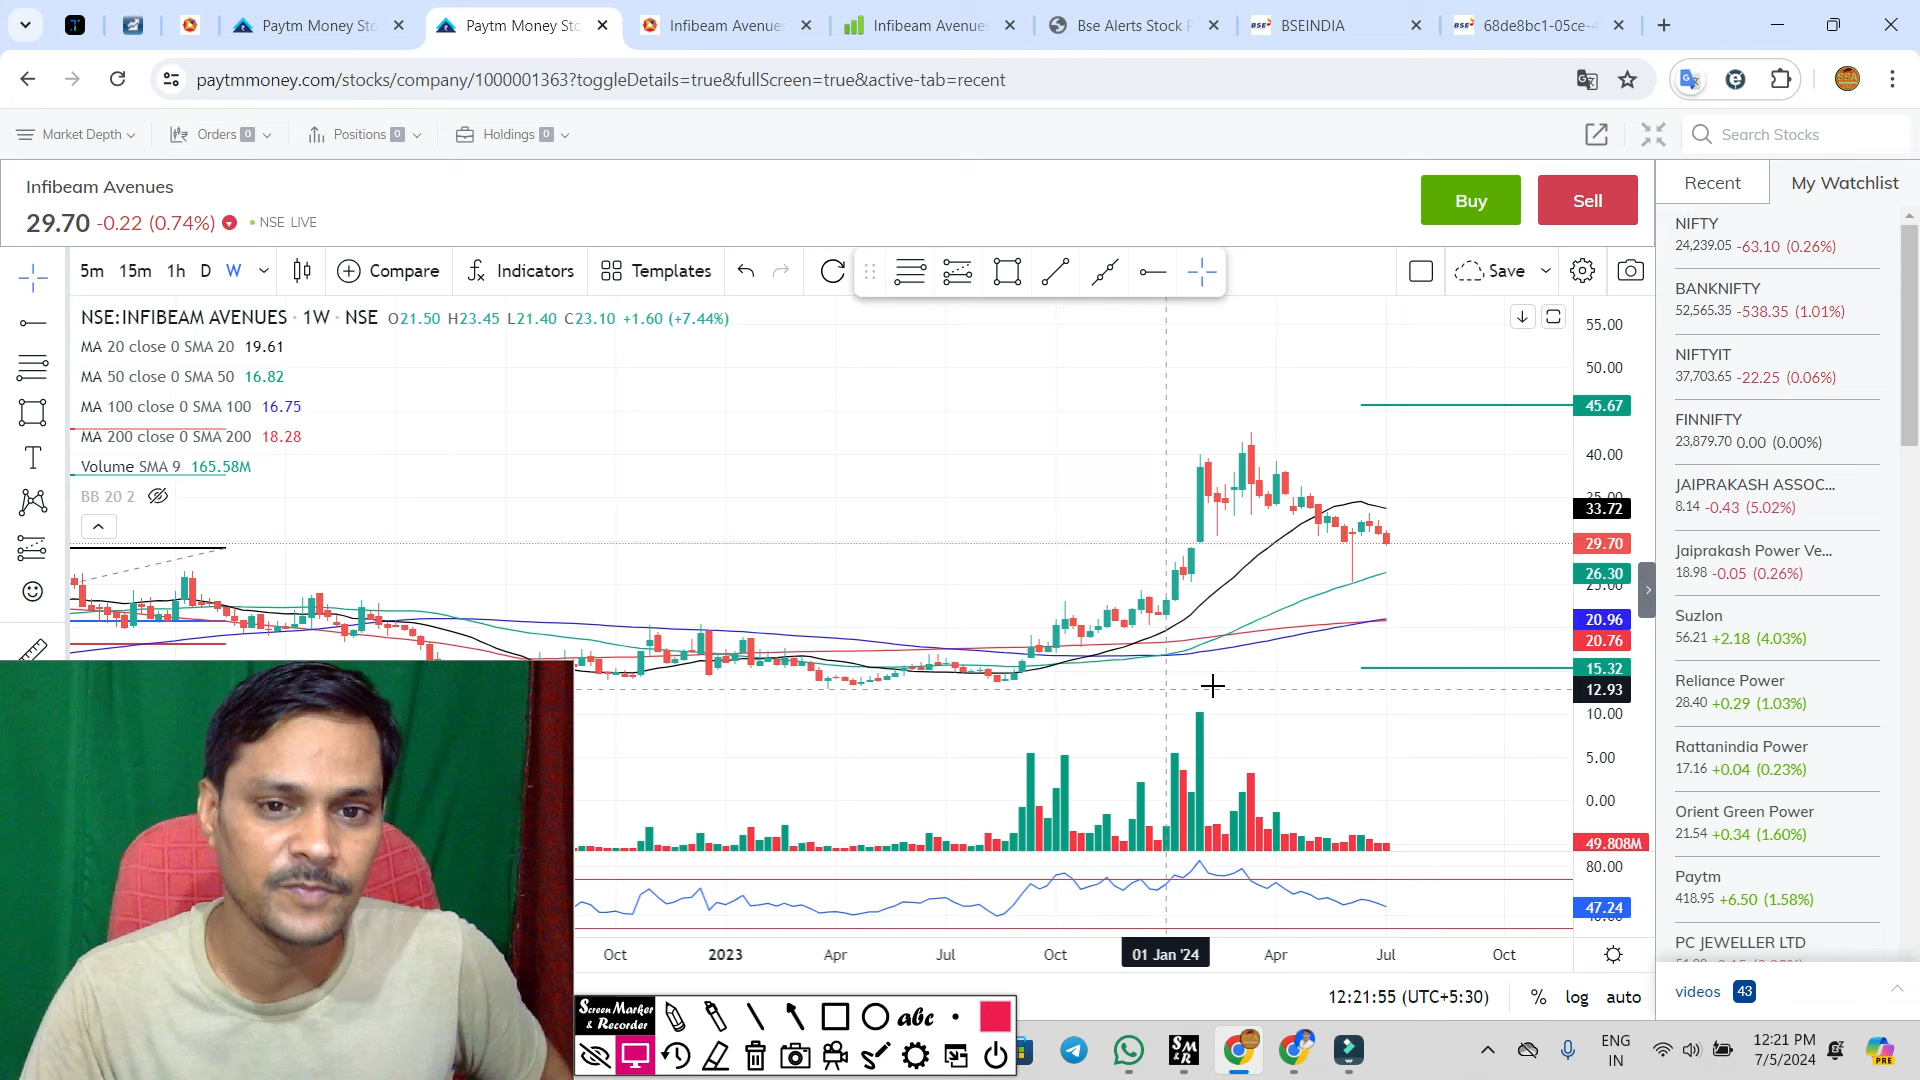 Paytm Money Sto
Paytm Money Sto
Infibeam Avenues
Infibeam Avenues
Bse Alerts Stock P
BSEINDIA
68de8bc1-05ce-4
paytmmoney.com/stocks/company/1000001363?toggleDetails=true&fullScreen=true&active-tab=recent
Market Depth
Orders 0
Positions 0
Holdings 0
Search Stocks
Infibeam Avenues
29.70 -0.22 (0.74%) NSE LIVE
Buy
Sell
Recent
My Watchlist
5m 15m 1h D W
Compare
Indicators
Templates
Save
NSE:INFIBEAM AVENUES · 1W · NSE O21.50 H23.45 L21.40 C23.10 +1.60 (+7.44%)
MA 20 close 0 SMA 20 19.61
MA 50 close 0 SMA 50 16.82
MA 100 close 0 SMA 100 16.75
MA 200 close 0 SMA 200 18.28
Volume SMA 9 165.58M
BB 20 2
55.00
50.00
45.67
40.00
35.00
33.72
29.70
26.30
25.00
20.96
20.76
15.32
12.93
10.00
5.00
0.00
49.808M
80.00
47.24
Oct 2023 Apr Jul Oct 01 Jan '24 Apr Jul Oct
12:21:55 (UTC+5:30) % log auto
NIFTY
24,239.05 -63.10 (0.26%)
BANKNIFTY
52,565.35 -538.35 (1.01%)
NIFTYIT
37,703.65 -22.25 (0.06%)
FINNIFTY
23,879.70 0.00 (0.00%)
JAIPRAKASH ASSOC...
8.14 -0.43 (5.02%)
Jaiprakash Power Ve...
18.98 -0.05 (0.26%)
Suzlon
56.21 +2.18 (4.03%)
Reliance Power
28.40 +0.29 (1.03%)
Rattanindia Power
17.16 +0.04 (0.23%)
Orient Green Power
21.54 +0.34 (1.60%)
Paytm
418.95 +6.50 (1.58%)
PC JEWELLER LTD
videos 43
Screen Marker
& Recorder
abc
ENG
IN
12:21 PM
7/5/2024